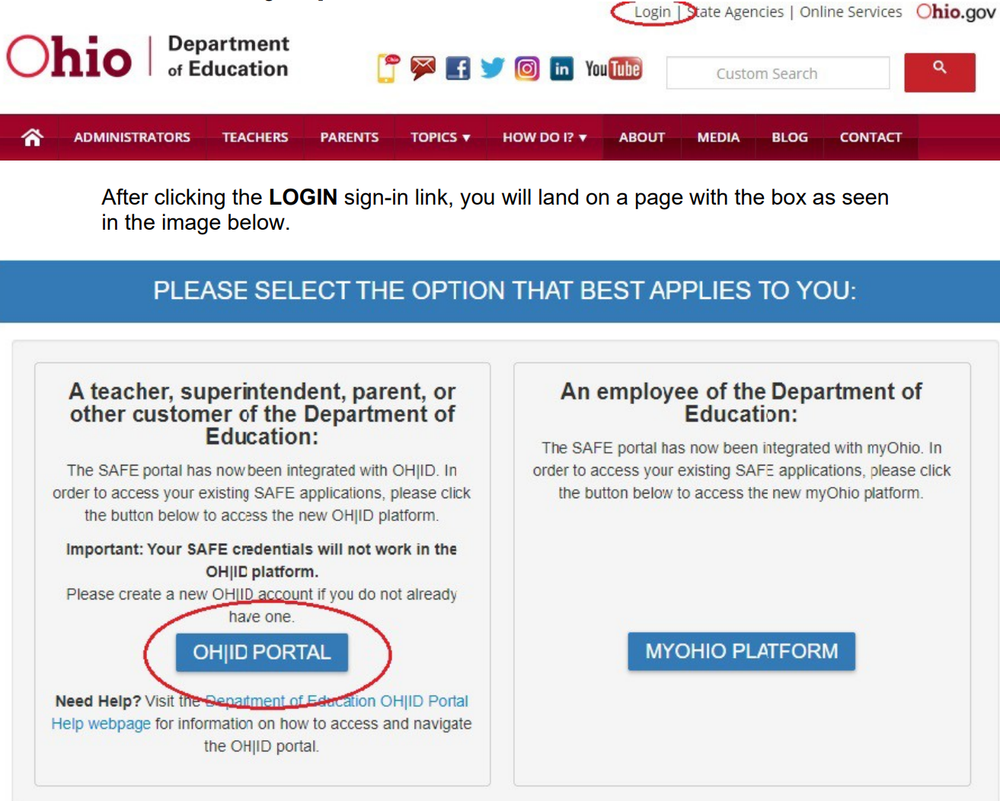 Login | State Agencies | Online Services Ohio.gov
Ohio Department
of Education
YouTube
Custom Search
ADMINISTRATORS TEACHERS PARENTS TOPICS ▼ HOW DO I? ▼ ABOUT MEDIA BLOG CONTACT
After clicking the LOGIN sign-in link, you will land on a page with the box as seen
in the image below.
PLEASE SELECT THE OPTION THAT BEST APPLIES TO YOU:
A teacher, superintendent, parent, or
other customer of the Department of
Education:
The SAFE portal has now been integrated with OH|ID. In
order to access your existing SAFE applications, please click
the button below to access the new OH|ID platform.
Important: Your SAFE credentials will not work in the
OH|ID platform.
Please create a new OH|ID account if you do not already
have one.
OH|ID PORTAL
Need Help? Visit the Department of Education OH|ID Portal
Help webpage for information on how to access and navigate
the OH|ID portal.
An employee of the Department of
Education:
The SAFE portal has now been integrated with myOhio. In
order to access your existing SAFE applications, please click
the button below to access the new myOhio platform.
MYOHIO PLATFORM